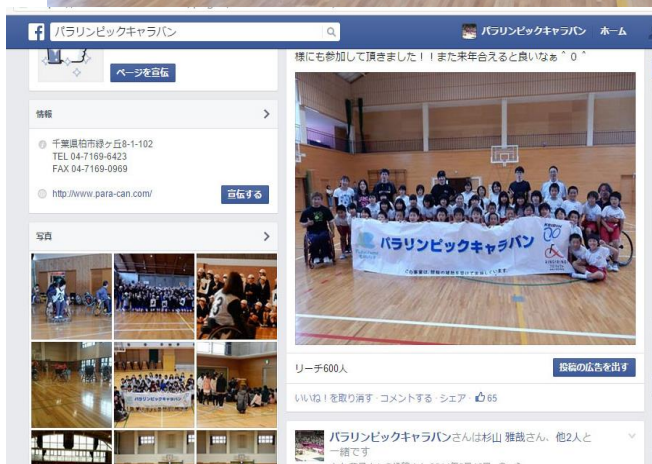 パラリンピックキャラバン
パラリンピックキャラバン ホーム
ページを宣伝
情報
千葉県柏市緑ヶ丘8-1-102
TEL 04-7169-6423
FAX 04-7169-0969
http://www.para-can.com/
宣伝する
写真
様にも参加して頂きました！！また来年合えると良いなぁ＾０＾
パラリンピックキャラバン
リーチ600人
投稿の広告を出す
いいね！を取り消す · コメントする · シェア · 65
パラリンピックキャラバンさんは杉山 雅哉さん、他2人と
一緒です